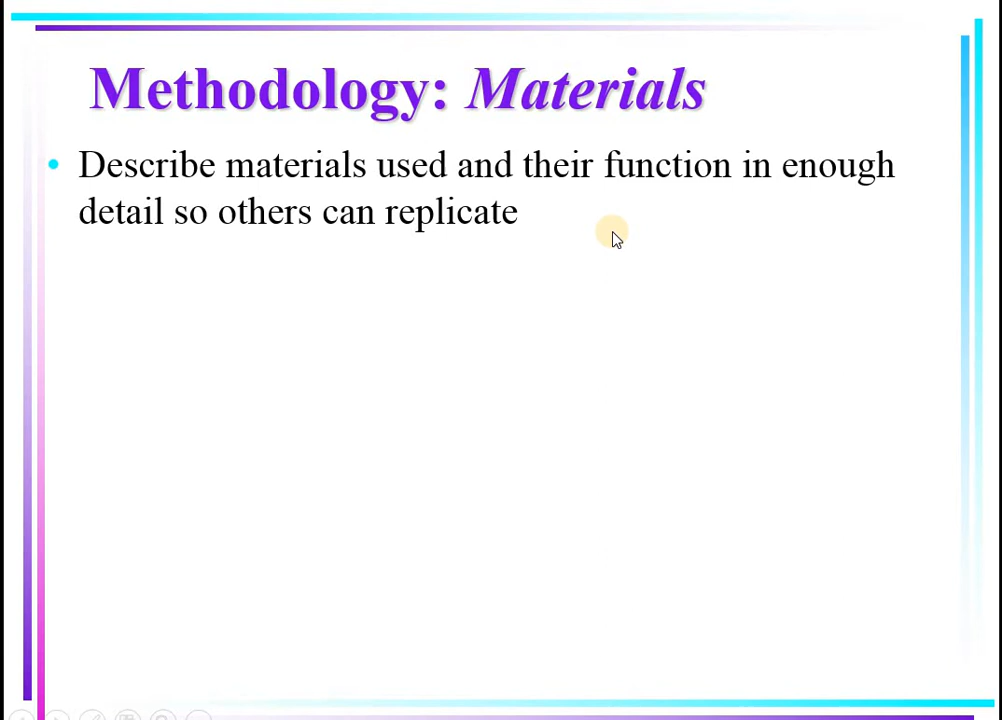 Methodology: Materials
• Describe materials used and their function in enough
detail so others can replicate